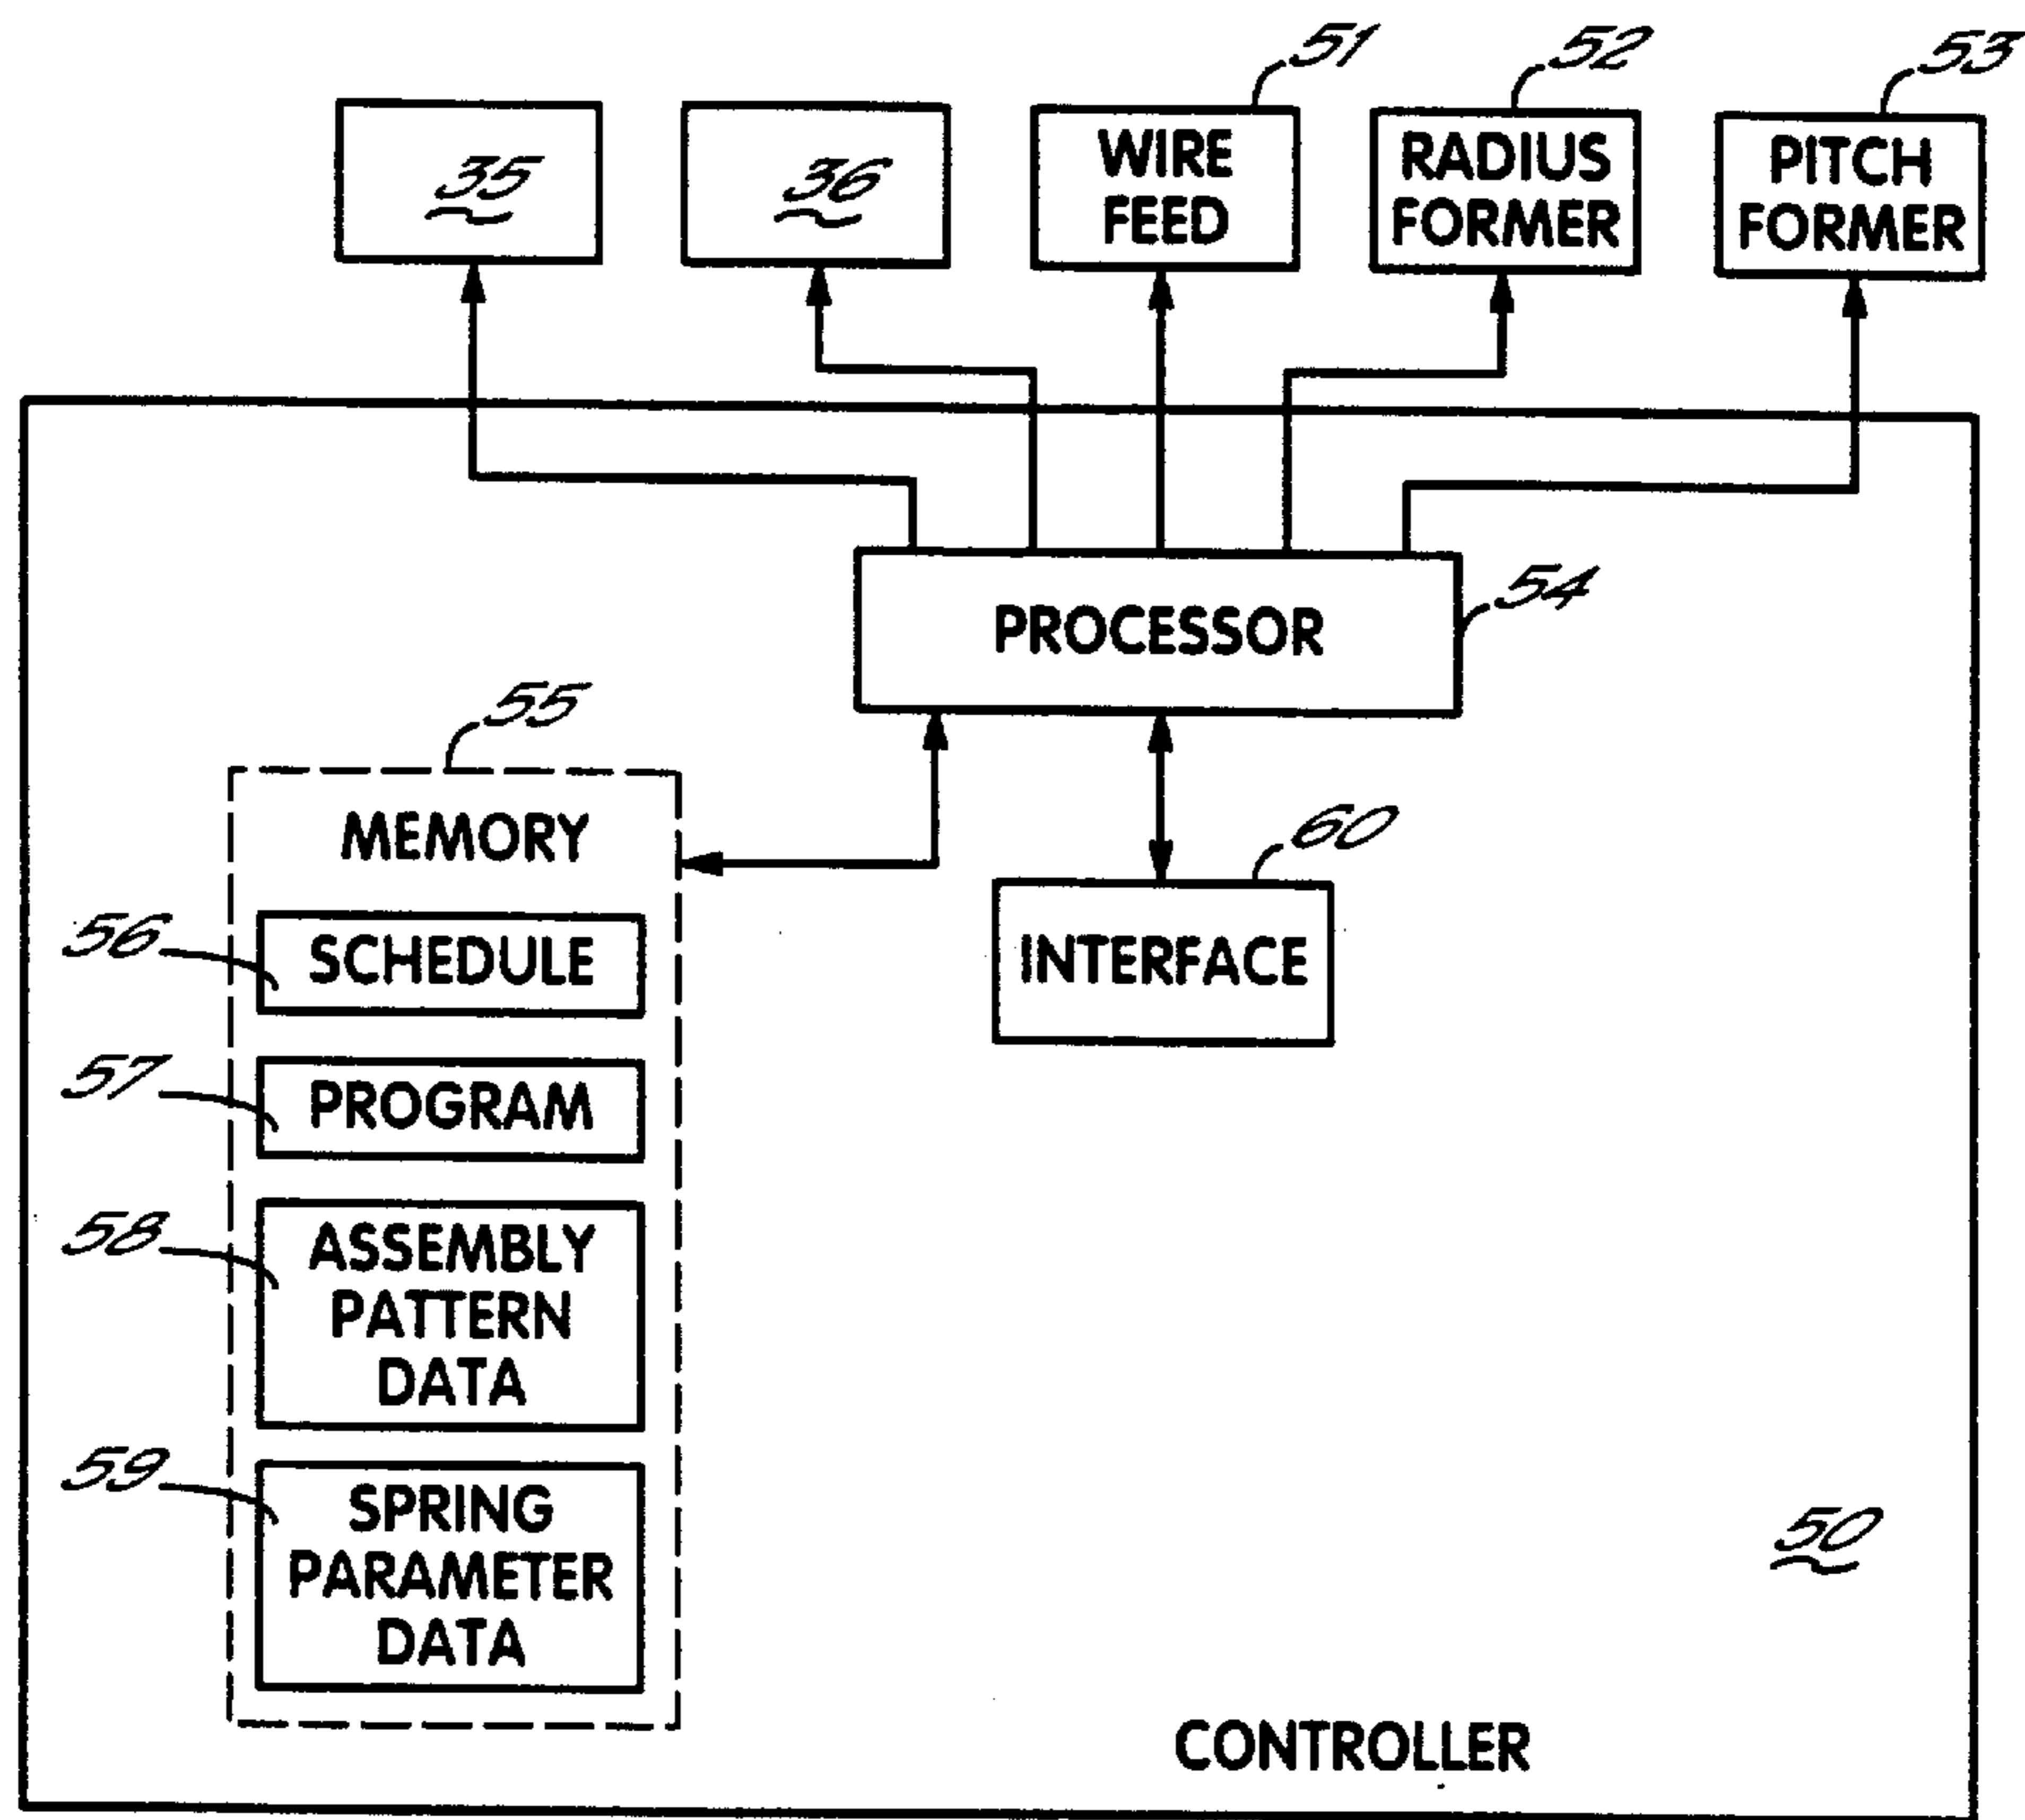 51
52
53
35
36
WIRE
FEED
RADIUS
FORMER
PITCH
FORMER
PROCESSOR
54
55
MEMORY
60
56
SCHEDULE
INTERFACE
57
PROGRAM
58
ASSEMBLY
PATTERN
DATA
59
SPRING
PARAMETER
DATA
50
CONTROLLER